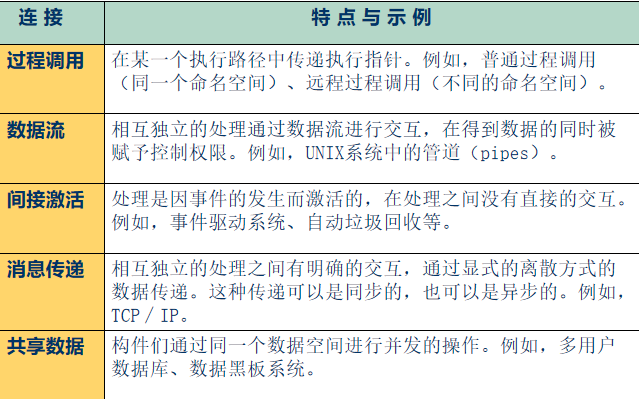 连 接 特 点 与 示 例
过程调用 在某一个执行路径中传递执行指针。例如，普通过程调用
（同一个命名空间）、远程过程调用（不同的命名空间）。
数据流 相互独立的处理通过数据流进行交互，在得到数据的同时被
赋予控制权限。例如，UNIX系统中的管道（pipes）。
间接激活 处理是因事件的发生而激活的，在处理之间没有直接的交互。
例如，事件驱动系统、自动垃圾回收等。
消息传递 相互独立的处理之间有明确的交互，通过显式的离散方式的
数据传递。这种传递可以是同步的，也可以是异步的。例如，
TCP／IP。
共享数据 构件们通过同一个数据空间进行并发的操作。例如，多用户
数据库、数据黑板系统。